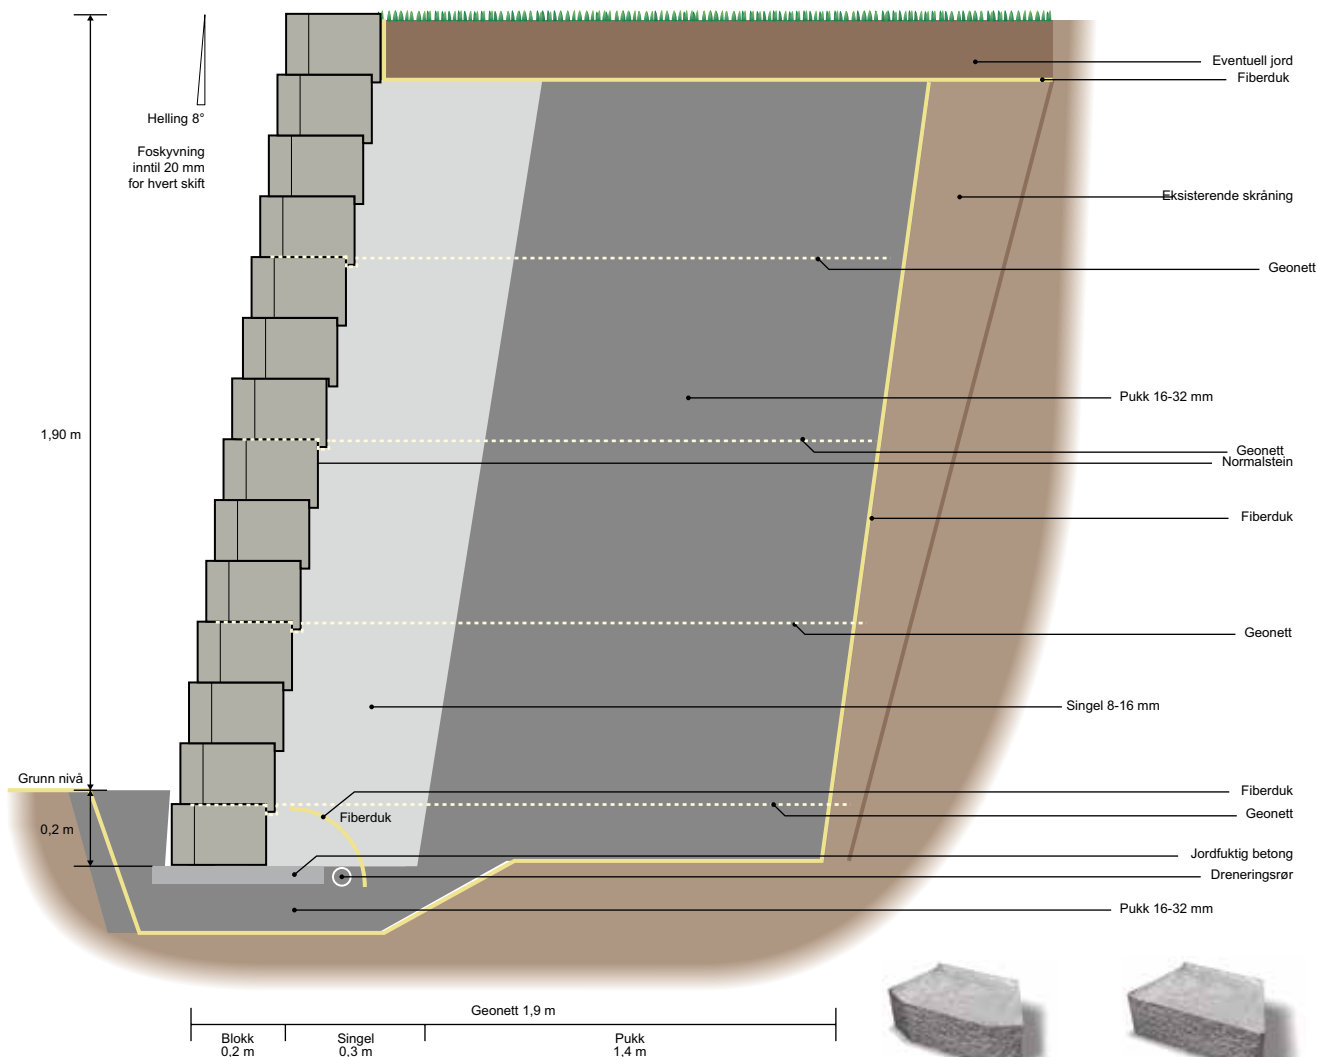 Eventuell jord
Fiberduk
Helling 8°
Foskyvning
inntil 20 mm
for hvert skift
Eksisterende skråning
Geonett
Pukk 16-32 mm
1,90 m
Geonett
Normalstein
Fiberduk
Geonett
Singel 8-16 mm
Grunn nivå
Fiberduk
Geonett
Fiberduk
0,2 m
Jordfuktig betong
Dreneringsrør
Pukk 16-32 mm
Geonett 1,9 m
Blokk
0,2 m
Singel
0,3 m
Pukk
1,4 m